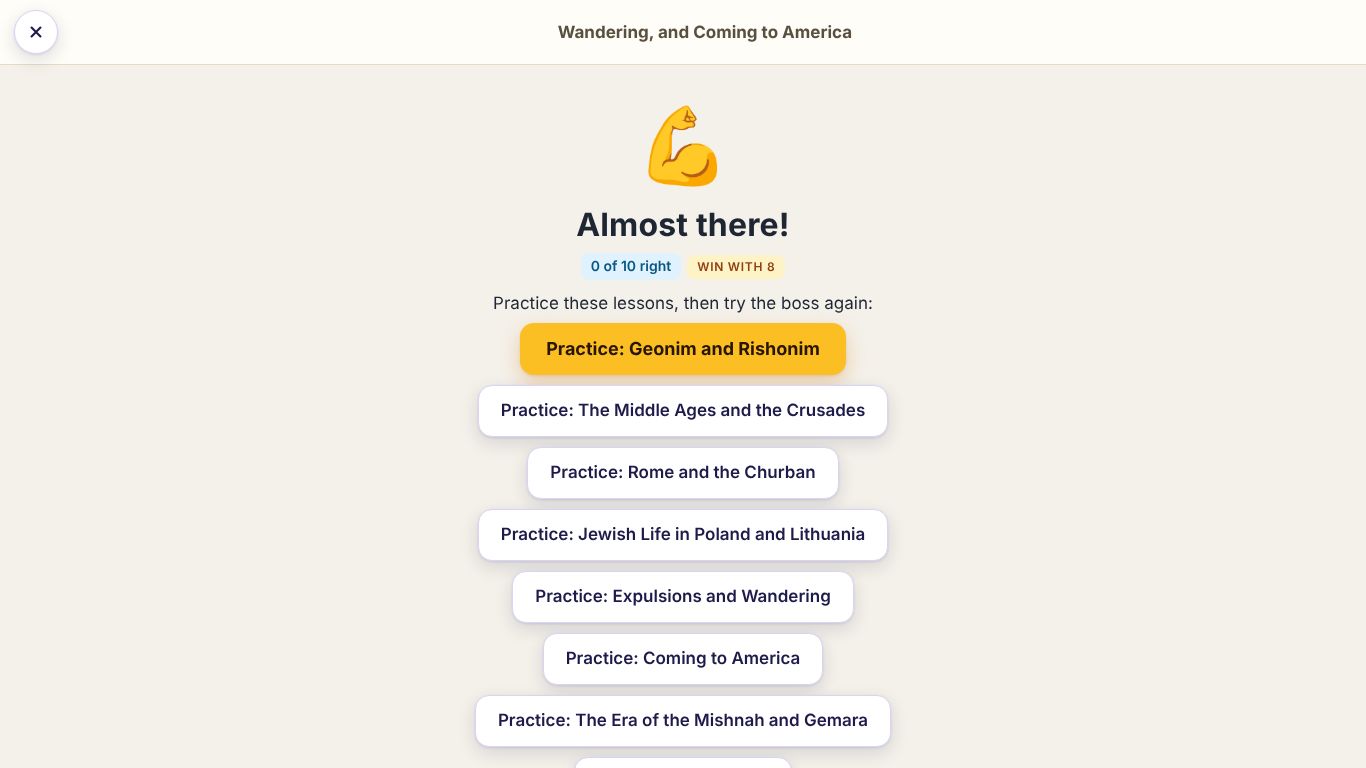 Wandering, and Coming to America
Almost there!
0 of 10 right
WIN WITH 8
Practice these lessons, then try the boss again:
Practice: Geonim and Rishonim
Practice: The Middle Ages and the Crusades
Practice: Rome and the Churban
Practice: Jewish Life in Poland and Lithuania
Practice: Expulsions and Wandering
Practice: Coming to America
Practice: The Era of the Mishnah and Gemara